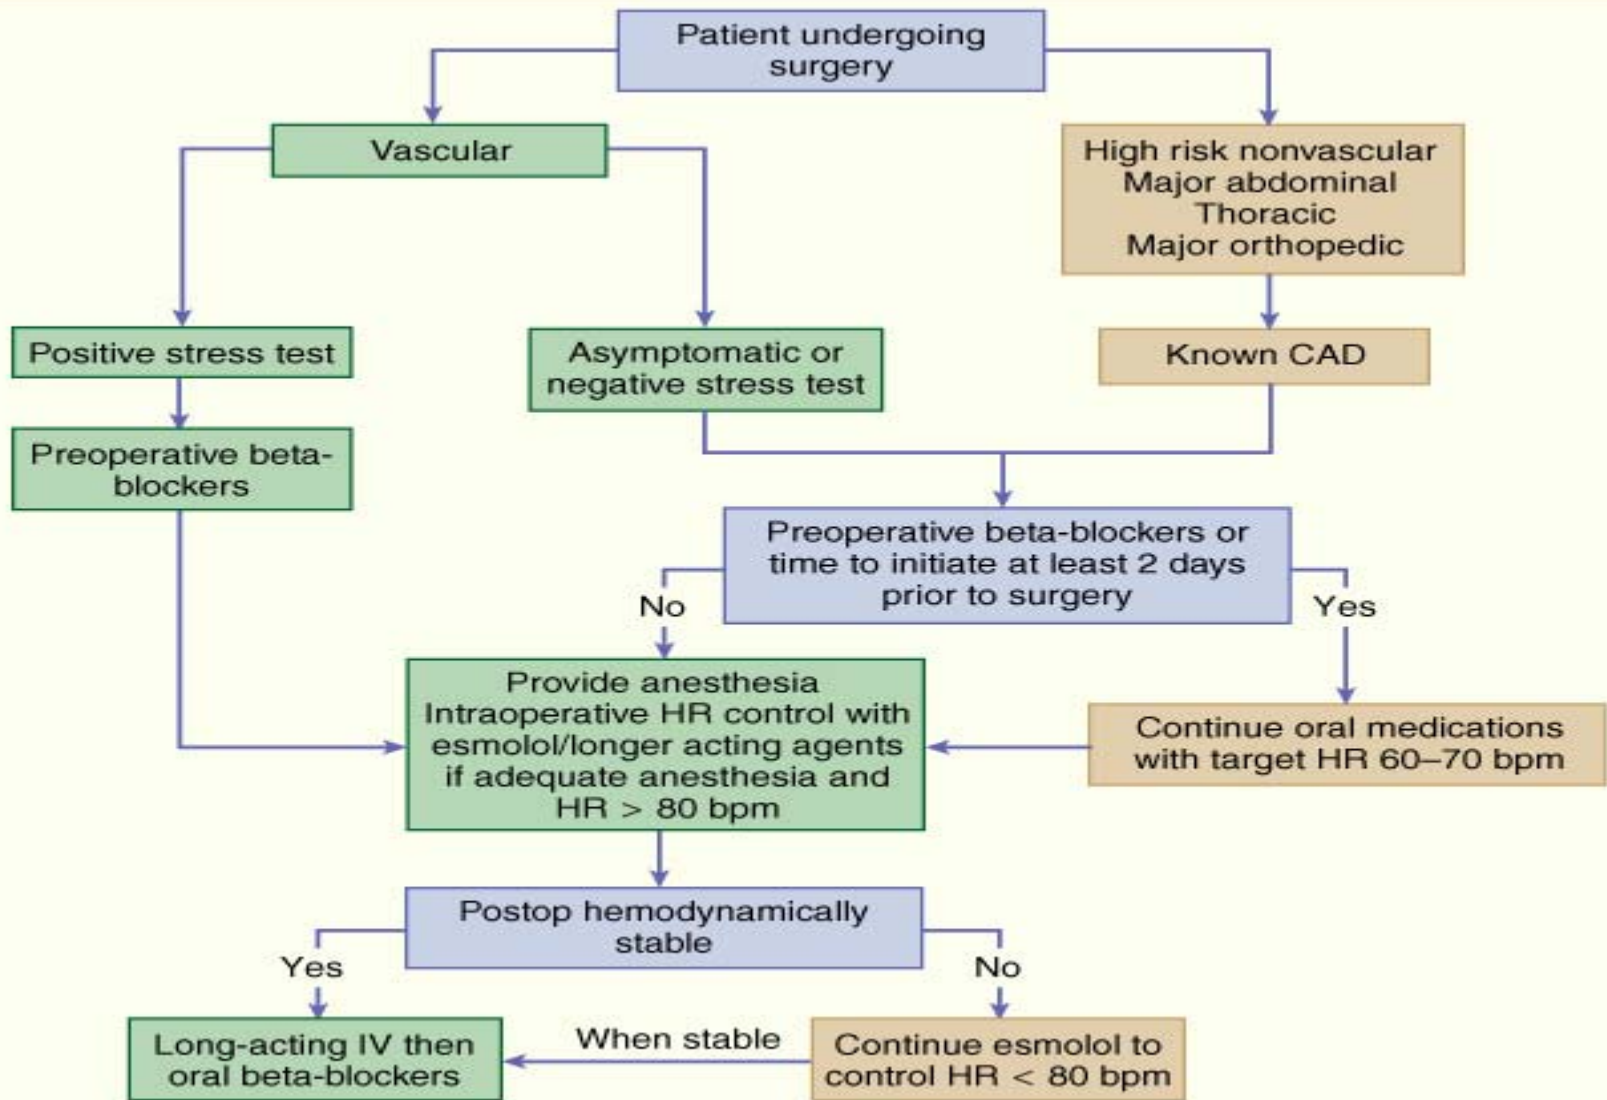 Patient undergoing
surgery
Vascular
High risk nonvascular
Major abdominal
Thoracic
Major orthopedic
Positive stress test
Asymptomatic or
negative stress test
Known CAD
Preoperative beta-
blockers
Preoperative beta-blockers or
time to initiate at least 2 days
prior to surgery
No
Yes
Provide anesthesia
Intraoperative HR control with
esmolol/longer acting agents
if adequate anesthesia and
HR > 80 bpm
Continue oral medications
with target HR 60–70 bpm
Postop hemodynamically
stable
Yes
No
Long-acting IV then
oral beta-blockers
When stable
Continue esmolol to
control HR < 80 bpm